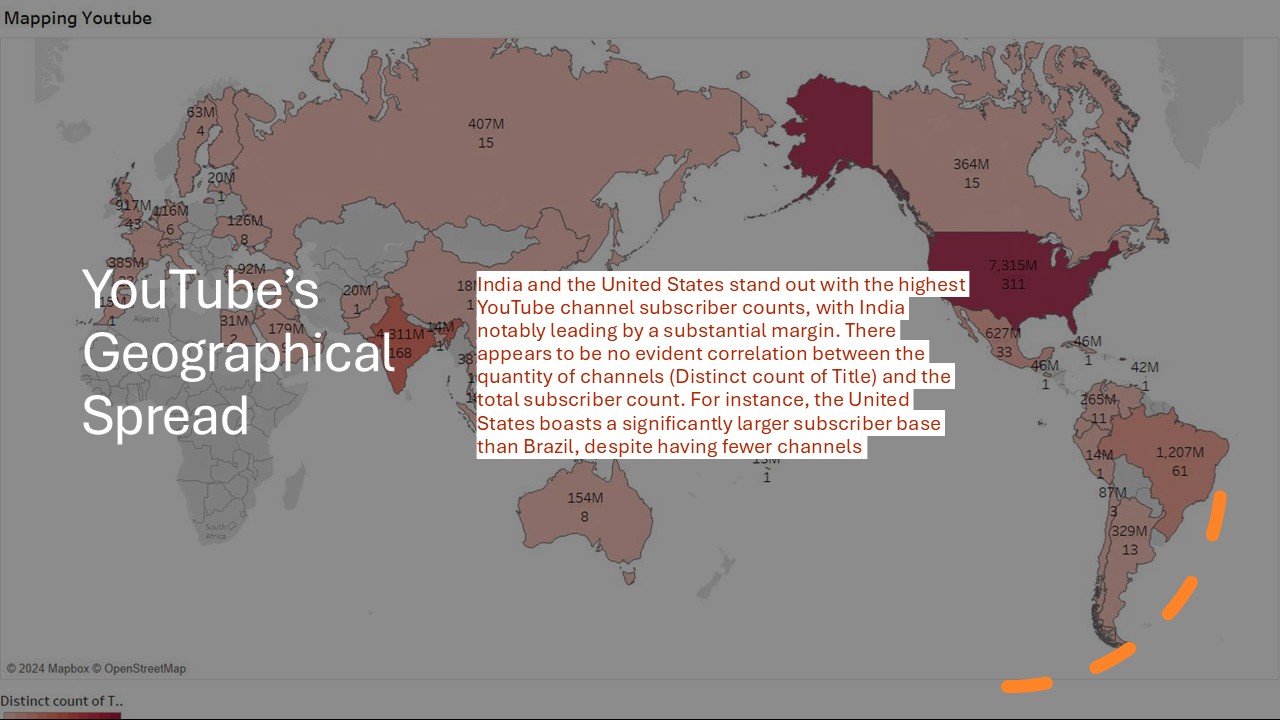 Mapping Youtube
63M
4
407M
15
364M
15
20M
1
917M
43
116M
6
126M
8
385M
92M
7,315M
311
YouTube's
Geographical
Spread
India and the United States stand out with the highest
YouTube channel subscriber counts, with India
notably leading by a substantial margin. There
appears to be no evident correlation between the
quantity of channels (Distinct count of Title) and the
total subscriber count. For instance, the United
States boasts a significantly larger subscriber base
than Brazil, despite having fewer channels
20M
1
1
Algeria
31M
179M
14M
168
627M
33
46M
1
46M
1
42M
1
265M
11
14M
1
1,207M
61
1
87M
3
154M
8
329M
13
South
Africa
© 2024 Mapbox © OpenStreetMap
Distinct count of T..